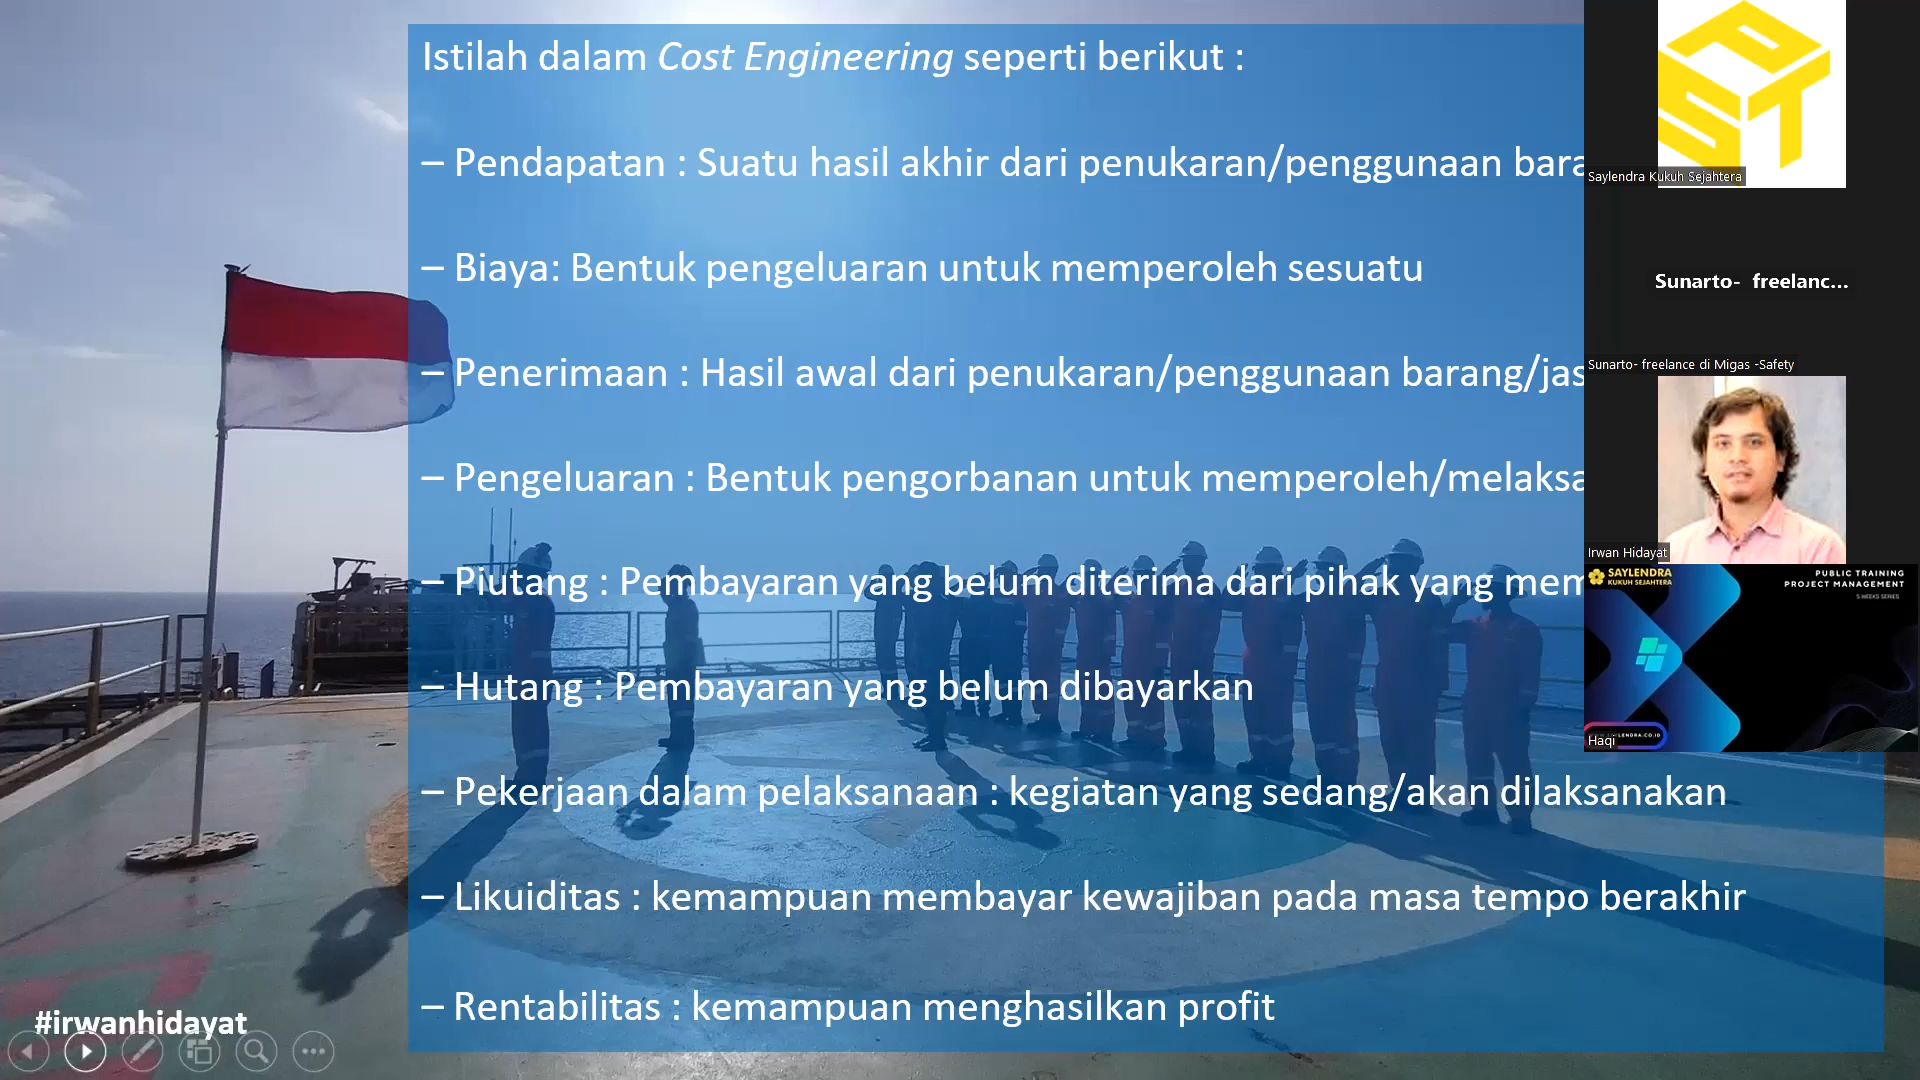 Istilah dalam Cost Engineering seperti berikut :
– Pendapatan : Suatu hasil akhir dari penukaran/penggunaan bara
– Biaya: Bentuk pengeluaran untuk memperoleh sesuatu
– Penerimaan : Hasil awal dari penukaran/penggunaan barang/jas
– Pengeluaran : Bentuk pengorbanan untuk memperoleh/melaksa
– Piutang : Pembayaran yang belum diterima dari pihak yang mem
– Hutang : Pembayaran yang belum dibayarkan
– Pekerjaan dalam pelaksanaan : kegiatan yang sedang/akan dilaksanakan
– Likuiditas : kemampuan membayar kewajiban pada masa tempo berakhir
– Rentabilitas : kemampuan menghasilkan profit
#irwanhidayat
Saylendra Kukuh Sejahtera
Sunarto- freelanc...
Sunarto- freelance di Migas -Safety
Irwan Hidayat
SAYLENDRA
KUKUH SEJAHTERA
PUBLIC TRAINING
PROJECT MANAGEMENT
5 WEEKS SERIES
Haqi